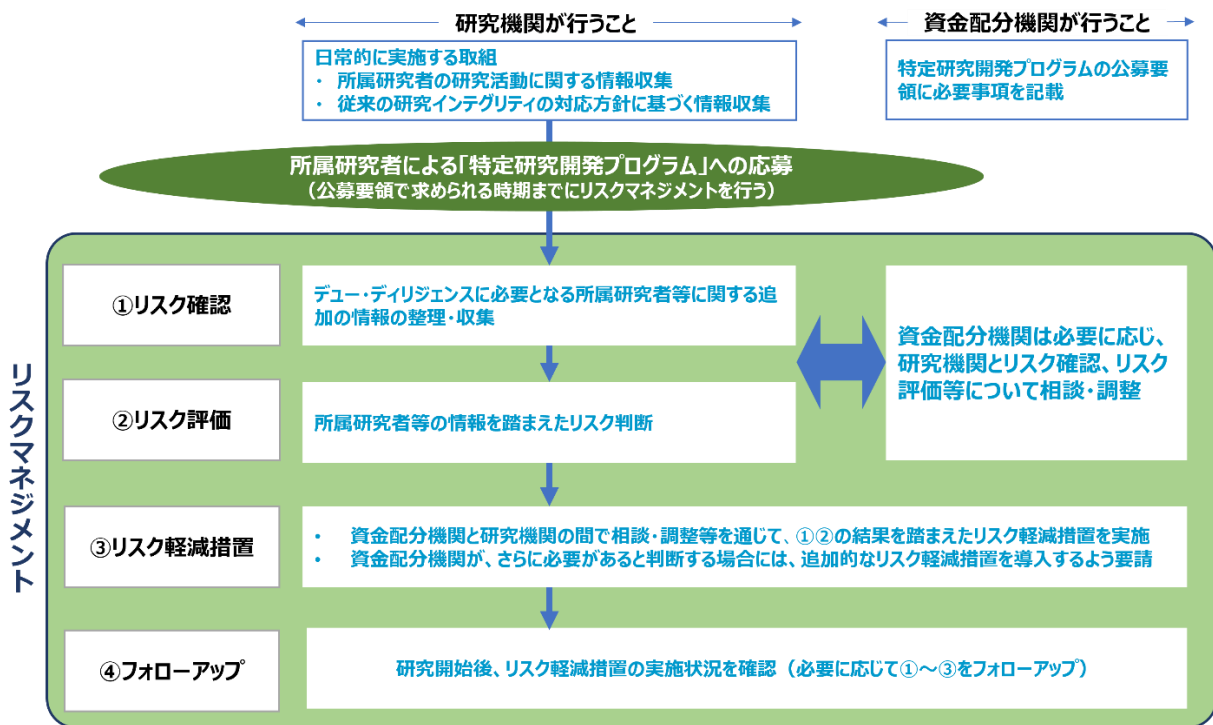 研究機関が行うこと
資金配分機関が行うこと
日常的に実施する取組
・ 所属研究者の研究活動に関する情報収集
・ 従来の研究インテグリティの対応方針に基づく情報収集
特定研究開発プログラムの公募要
領に必要事項を記載
所属研究者による「特定研究開発プログラム」への応募
（公募要領で求められる時期までにリスクマネジメントを行う）
リスクマネジメント
①リスク確認
デュー・ディリジェンスに必要となる所属研究者等に関する追
加の情報の整理・収集
資金配分機関は必要に応じ、
研究機関とリスク確認、リスク
評価等について相談・調整
②リスク評価
所属研究者等の情報を踏まえたリスク判断
③リスク軽減措置
・ 資金配分機関と研究機関の間で相談・調整等を通じて、①②の結果を踏まえたリスク軽減措置を実施
・ 資金配分機関が、さらに必要があると判断する場合には、追加的なリスク軽減措置を導入するよう要請
④フォローアップ
研究開始後、リスク軽減措置の実施状況を確認（必要に応じて①～③をフォローアップ）